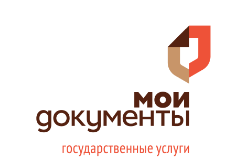 мои
документы
государственные услуги